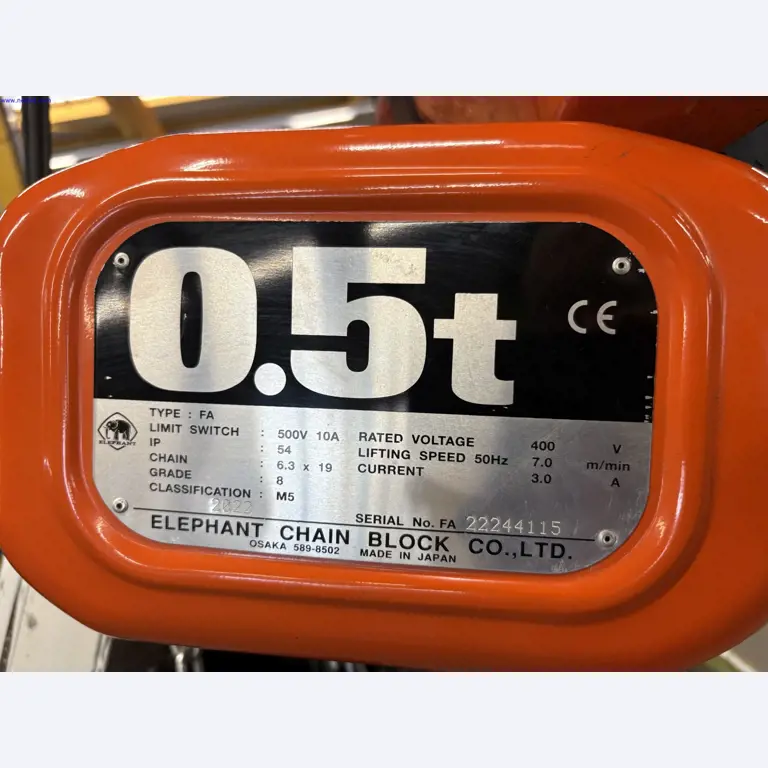 0.5t
CE
ELEPHANT
TYPE : FA
LIMIT SWITCH : 500V 10A
IP : 54
CHAIN : 6.3 x 19
GRADE : 8
CLASSIFICATION : M5
RATED VOLTAGE 400 V
LIFTING SPEED 50Hz 7.0 m/min
CURRENT 3.0 A
SERIAL No. FA 22244115
ELEPHANT CHAIN BLOCK CO.,LTD.
OSAKA 589-8502 MADE IN JAPAN